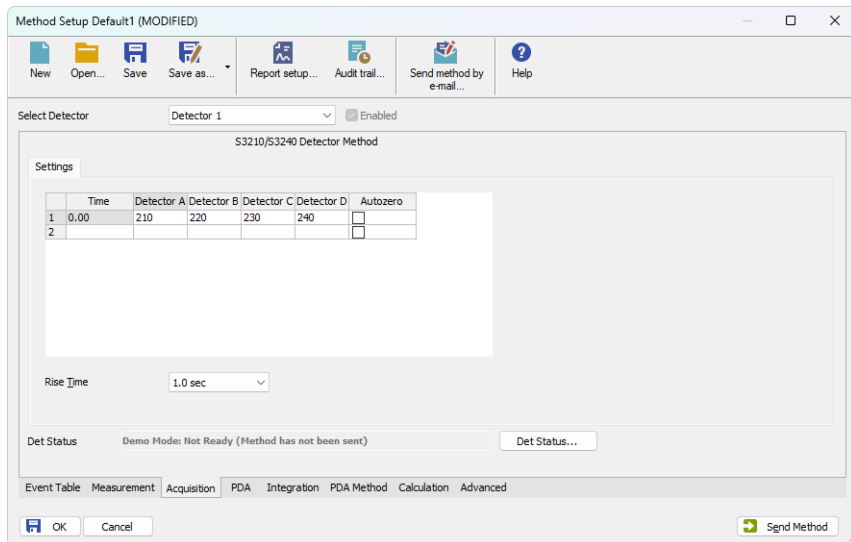 Method Setup Default1 (MODIFIED)
New Open... Save Save as... Report setup... Audit trail... Send method by e-mail... Help
Select Detector Detector 1 Enabled
S3210/S3240 Detector Method
Settings
Time Detector A Detector B Detector C Detector D Autozero
1 0.00 210 220 230 240
2
Rise Time 1.0 sec
Det Status Demo Mode: Not Ready (Method has not been sent) Det Status...
Event Table Measurement Acquisition PDA Integration PDA Method Calculation Advanced
OK Cancel Send Method